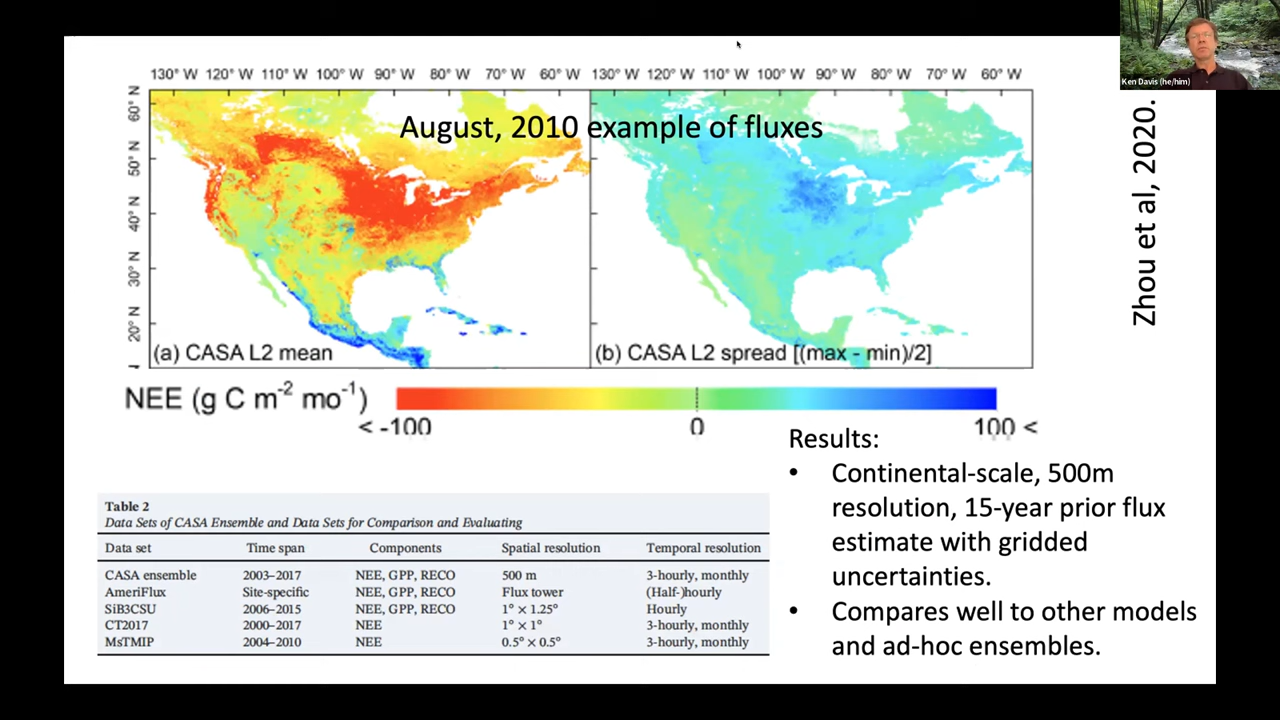 Ken Davis (he/him)
130° W 120° W 110° W 100° W 90° W 80° W 70° W 60° W 130° W 120° W 110° W 100° W 90° W 80° W 70° W 60° W
60° N
50° N
40° N
30° N
20° N
August, 2010 example of fluxes
(a) CASA L2 mean
(b) CASA L2 spread [(max - min)/2]
Zhou et al, 2020.
NEE (g C m-2 mo-1)
< -100 0 100 <
Results:
• Continental-scale, 500m
resolution, 15-year prior flux
estimate with gridded
uncertainties.
• Compares well to other models
and ad-hoc ensembles.
Table 2
Data Sets of CASA Ensemble and Data Sets for Comparison and Evaluating
Data set Time span Components Spatial resolution Temporal resolution
CASA ensemble 2003–2017 NEE, GPP, RECO 500 m 3-hourly, monthly
AmeriFlux Site-specific NEE, GPP, RECO Flux tower (Half-)hourly
SiB3CSU 2006–2015 NEE, GPP, RECO 1° × 1.25° Hourly
CT2017 2000–2017 NEE 1° × 1° 3-hourly, monthly
MsTMIP 2004–2010 NEE 0.5° × 0.5° 3-hourly, monthly